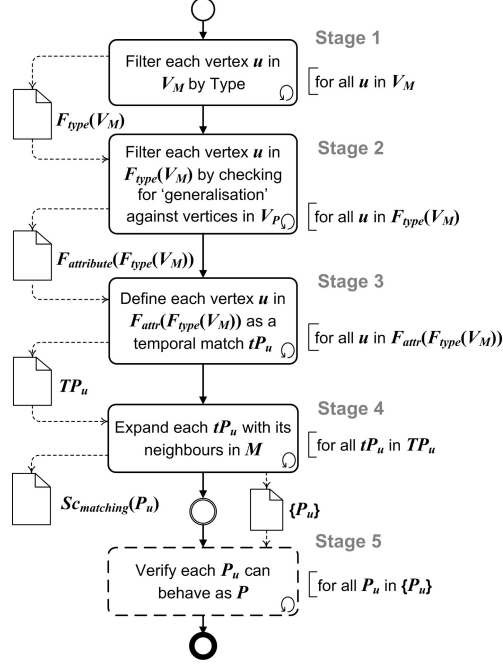 Stage 1
Filter each vertex u in
V_M by Type
for all u in V_M
F_type(V_M)
Stage 2
Filter each vertex u in
F_type(V_M) by checking
for ‘generalisation’
against vertices in V_P
for all u in F_type(V_M)
F_attribute(F_type(V_M))
Stage 3
Define each vertex u in
F_attr(F_type(V_M)) as a
temporal match tP_u
for all u in F_attr(F_type(V_M))
TP_u
Stage 4
Expand each tP_u with its
neighbours in M
for all tP_u in TP_u
Sc_matching(P_u)
{P_u}
Stage 5
Verify each P_u can
behave as P
for all P_u in {P_u}